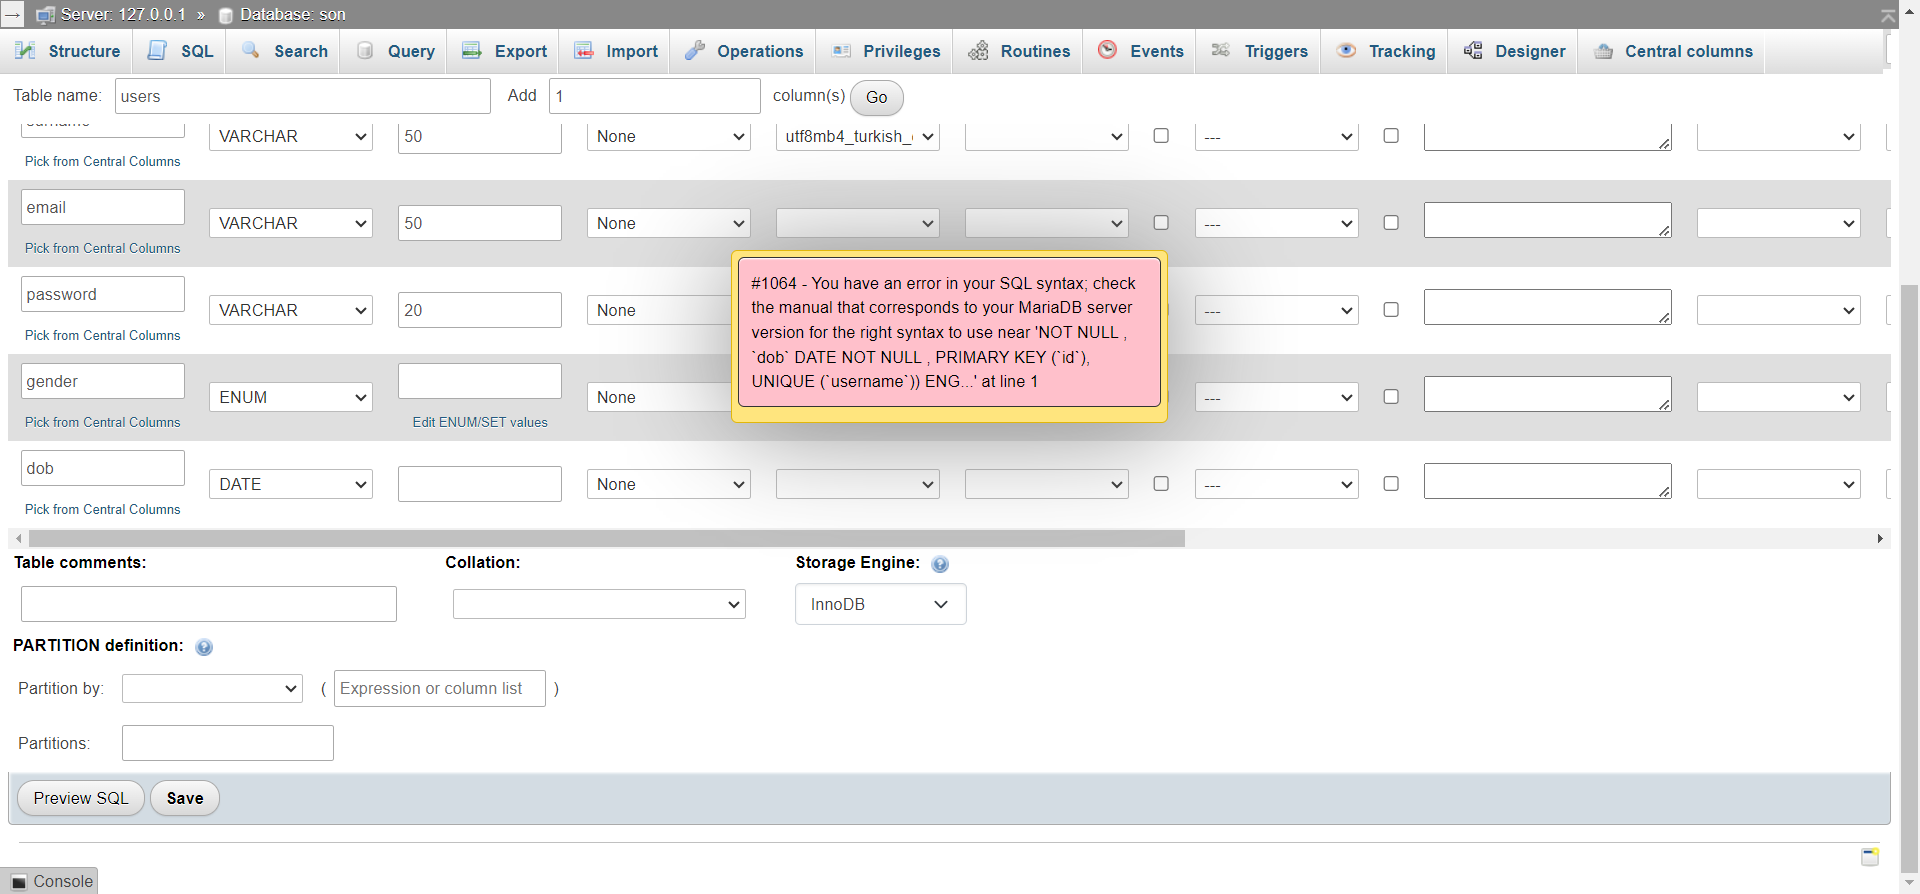 Server: 127.0.0.1 » Database: son
Structure SQL Search Query Export Import Operations Privileges Routines Events Triggers Tracking Designer Central columns
Table name: users Add 1 column(s) Go
surname VARCHAR 50 None utf8mb4_turkish_ ---
Pick from Central Columns
email VARCHAR 50 None ---
Pick from Central Columns
password VARCHAR 20 None ---
Pick from Central Columns
gender ENUM None ---
Pick from Central Columns Edit ENUM/SET values
dob DATE None ---
Pick from Central Columns
#1064 - You have an error in your SQL syntax; check
the manual that corresponds to your MariaDB server
version for the right syntax to use near 'NOT NULL ,
`dob` DATE NOT NULL , PRIMARY KEY (`id`),
UNIQUE (`username`)) ENG...' at line 1
Table comments: Collation: Storage Engine:
InnoDB
PARTITION definition:
Partition by: ( Expression or column list )
Partitions:
Preview SQL Save
Console